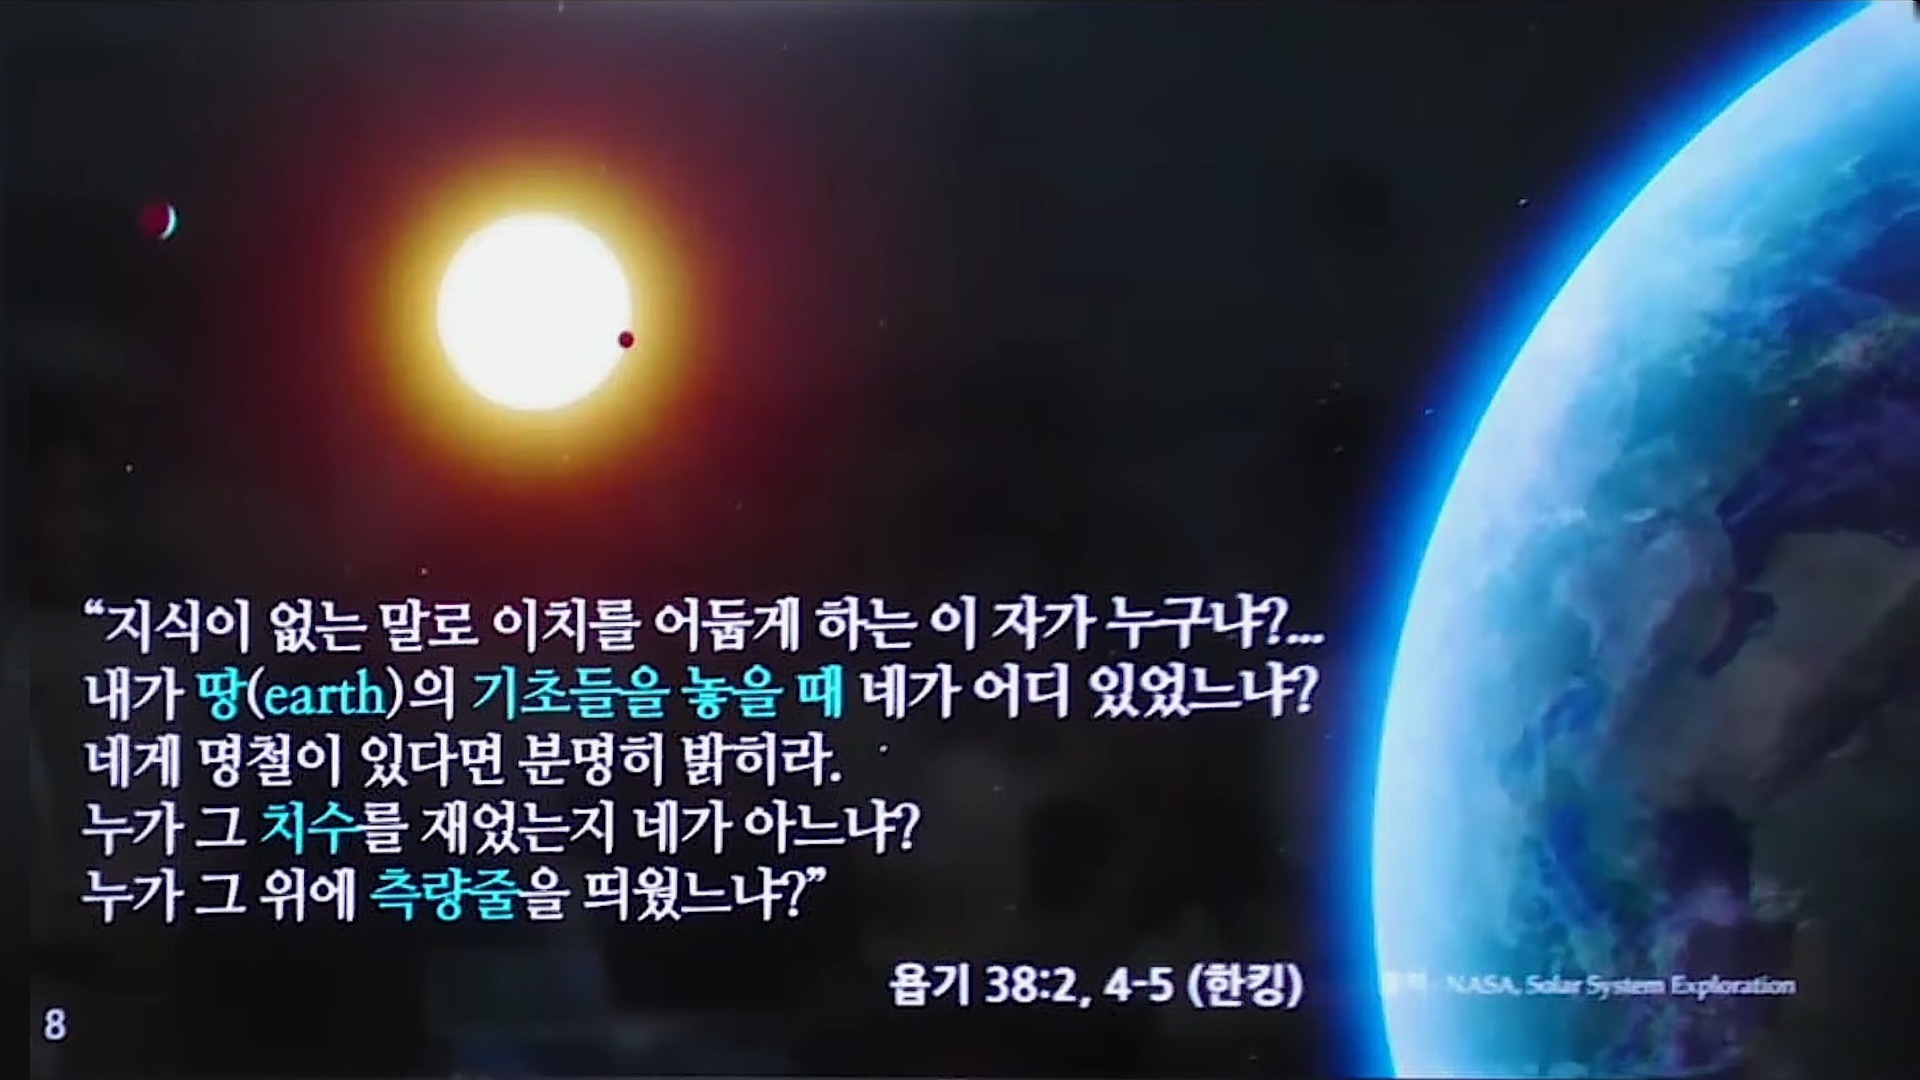 “지식이 없는 말로 이치를 어둡게 하는 이 자가 누구냐?...
내가 땅(earth)의 기초들을 놓을 때 네가 어디 있었느냐?
네게 명철이 있다면 분명히 밝히라.
누가 그 치수를 재었는지 네가 아느냐?
누가 그 위에 측량줄을 띄웠느냐?”
욥기 38:2, 4-5 (한킹)
NASA, Solar System Exploration
8